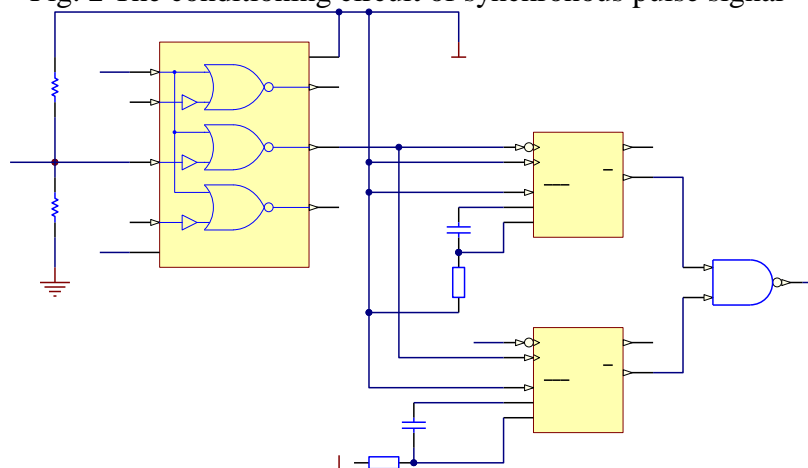 Fig. 2 The conditioning circuit of synchronous pulse signal